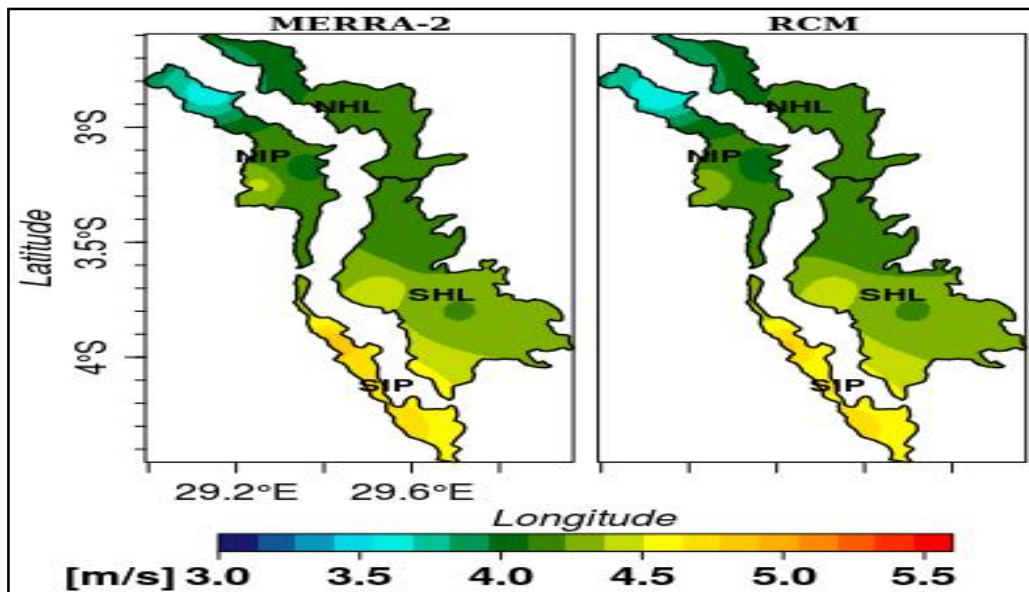 MERRA-2 RCM
NHL NHL
3°S
NIP NIP
3.5°S
Latitude
SHL SHL
4°S
SIP SIP
29.2°E 29.6°E
Longitude
[m/s] 3.0 3.5 4.0 4.5 5.0 5.5